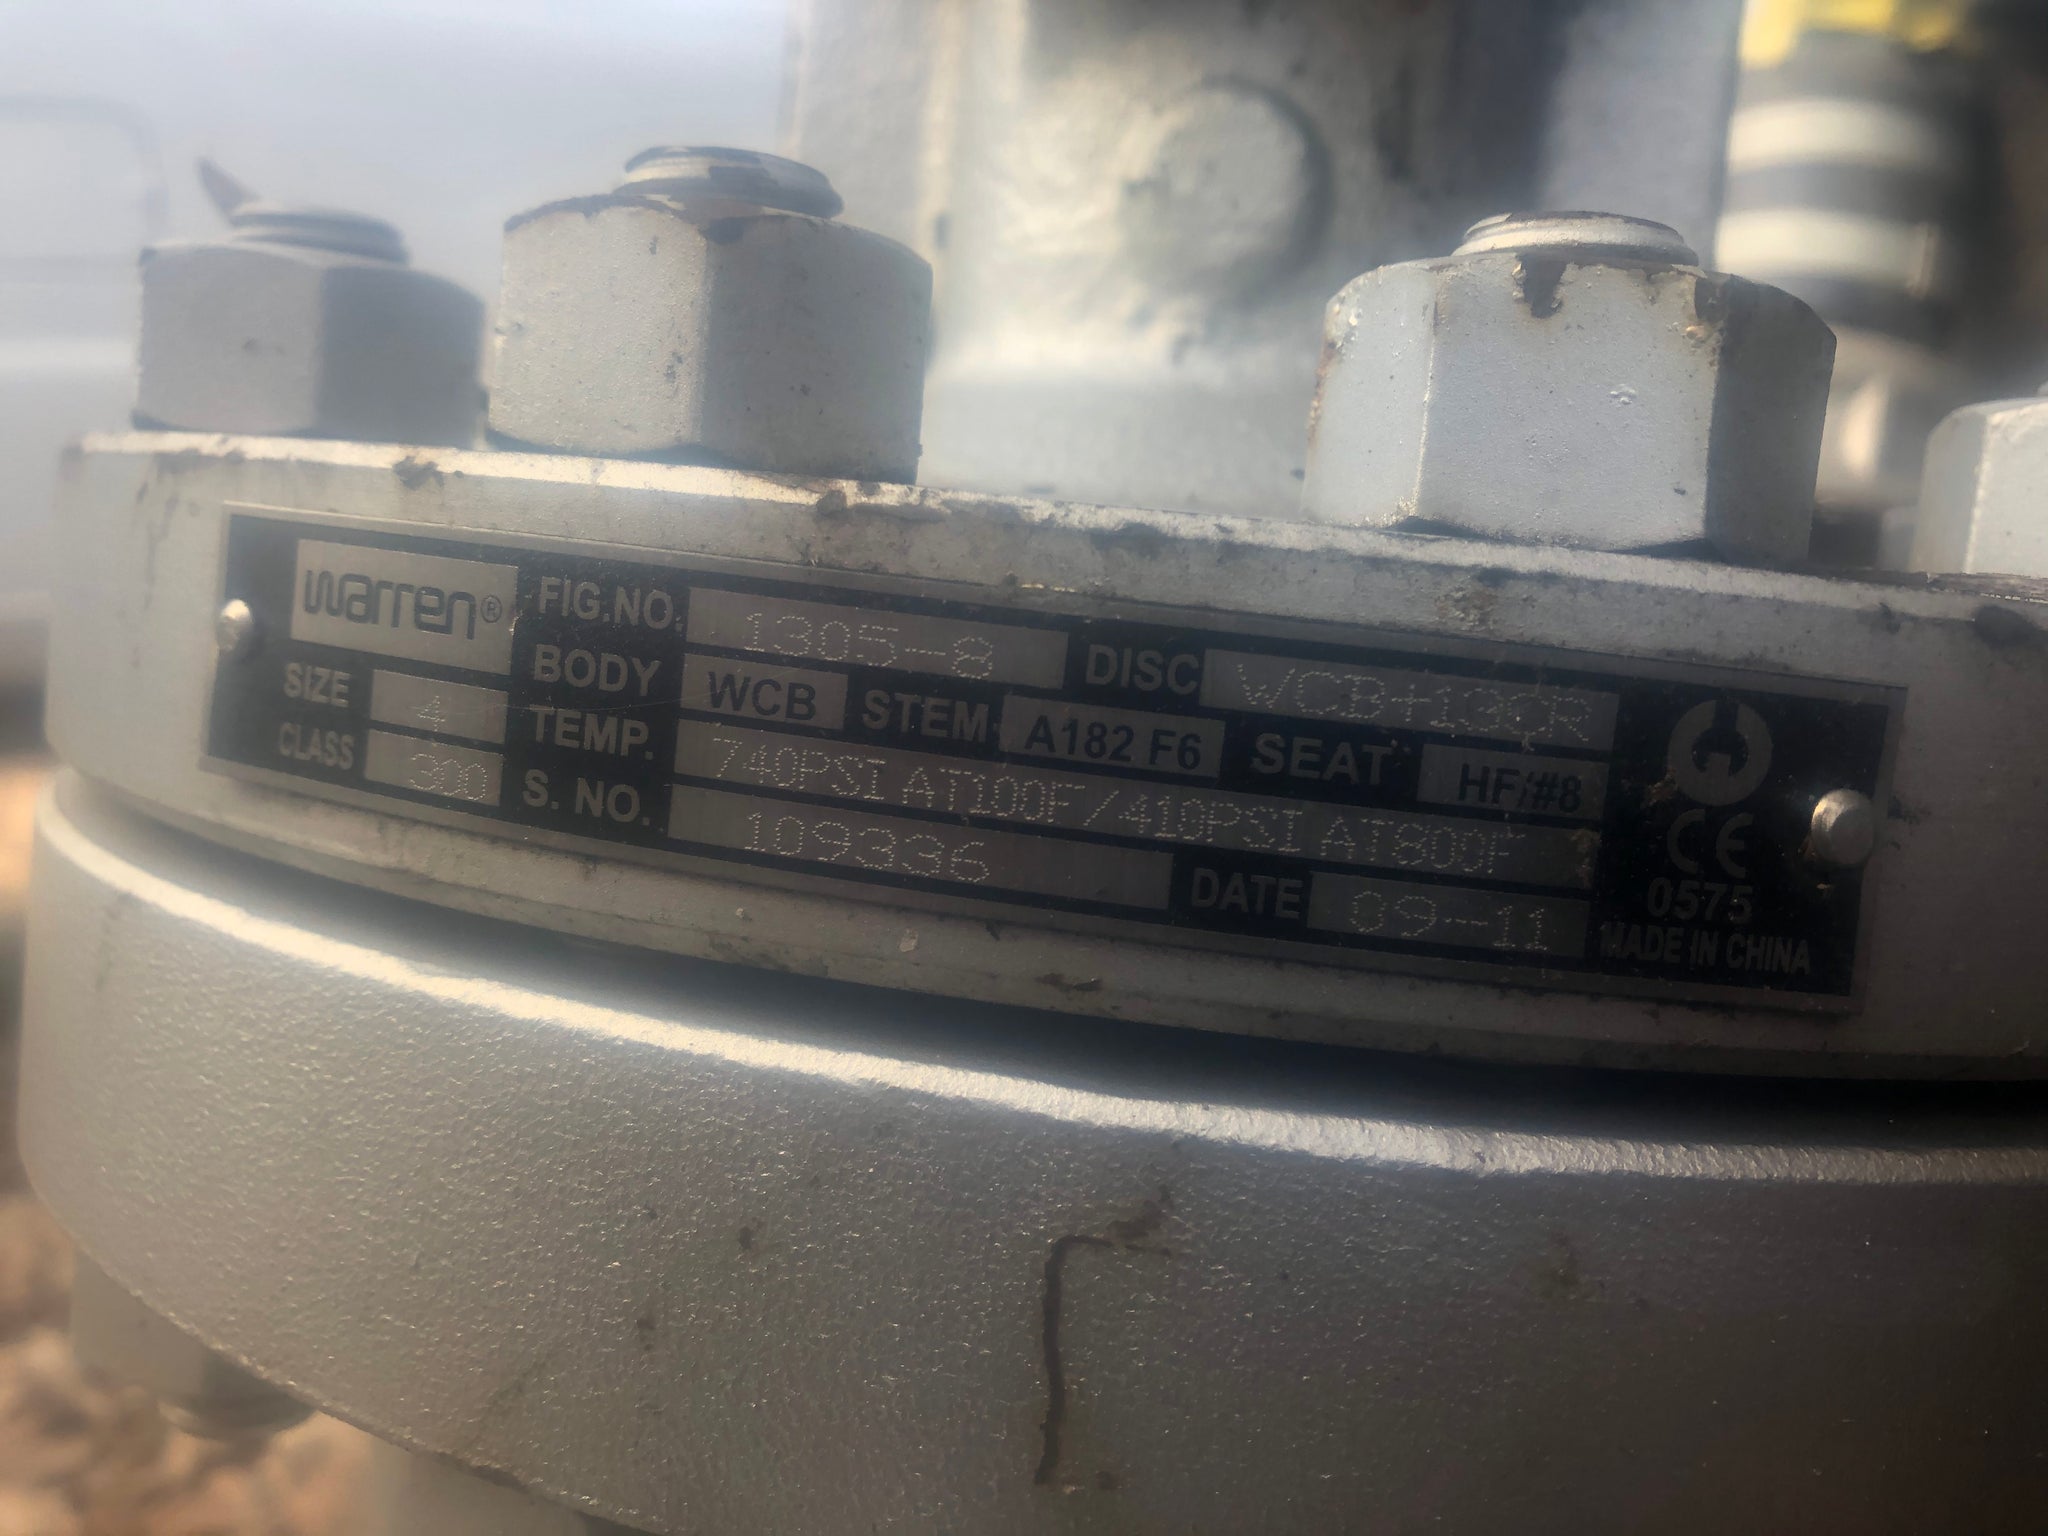 warren® FIG.NO. 1305-8 DISC WCB+13CR
SIZE 4 BODY WCB STEM A182 F6 SEAT HF/#8
CLASS 300 TEMP. 740PSI AT100F/410PSI AT800F
S. NO. 109336 DATE 09-11
CE
0575
MADE IN CHINA